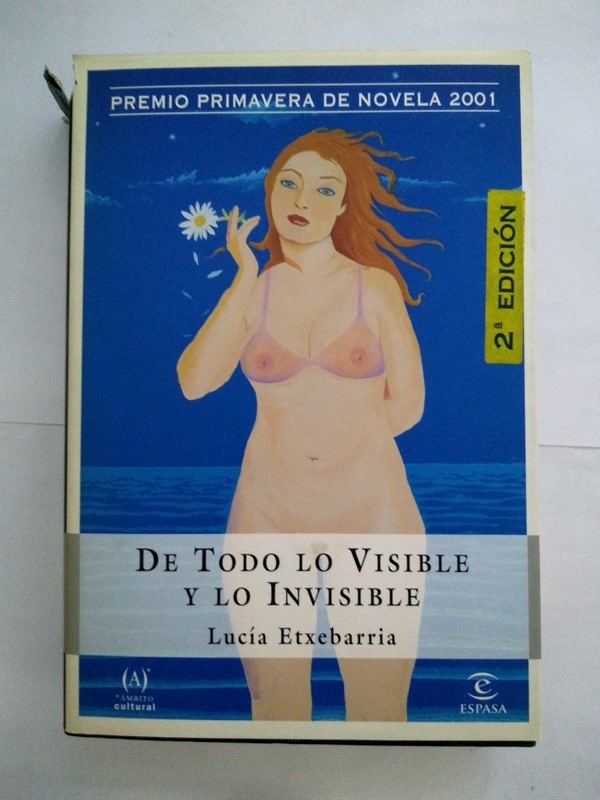 PREMIO PRIMAVERA DE NOVELA 2001
2ª EDICIÓN
DE TODO LO VISIBLE
Y LO INVISIBLE
Lucía Etxebarria
(A)
ÁMBITO
cultural
e
ESPASA